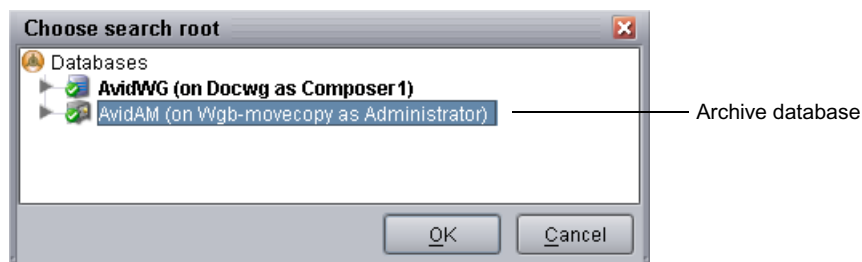 Choose search root
Databases
AvidWG (on Docwg as Composer1)
AvidAM (on Wgb-movecopy as Administrator)
Archive database
OK
Cancel